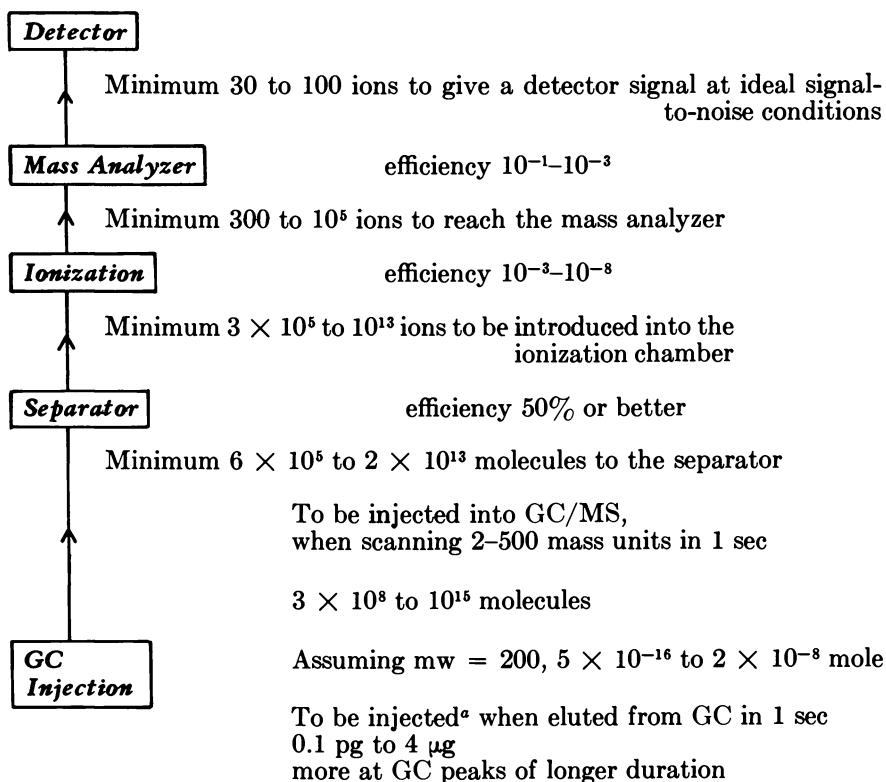 Detector
Minimum 30 to 100 ions to give a detector signal at ideal signal-
to-noise conditions
Mass Analyzer
efficiency 10⁻¹–10⁻³
Minimum 300 to 10⁵ ions to reach the mass analyzer
Ionization
efficiency 10⁻³–10⁻⁸
Minimum 3 × 10⁵ to 10¹³ ions to be introduced into the
ionization chamber
Separator
efficiency 50% or better
Minimum 6 × 10⁵ to 2 × 10¹³ molecules to the separator
To be injected into GC/MS,
when scanning 2–500 mass units in 1 sec
3 × 10⁸ to 10¹⁵ molecules
GC
Injection
Assuming mw = 200, 5 × 10⁻¹⁶ to 2 × 10⁻⁸ mole
To be injectedᵃ when eluted from GC in 1 sec
0.1 pg to 4 μg
more at GC peaks of longer duration